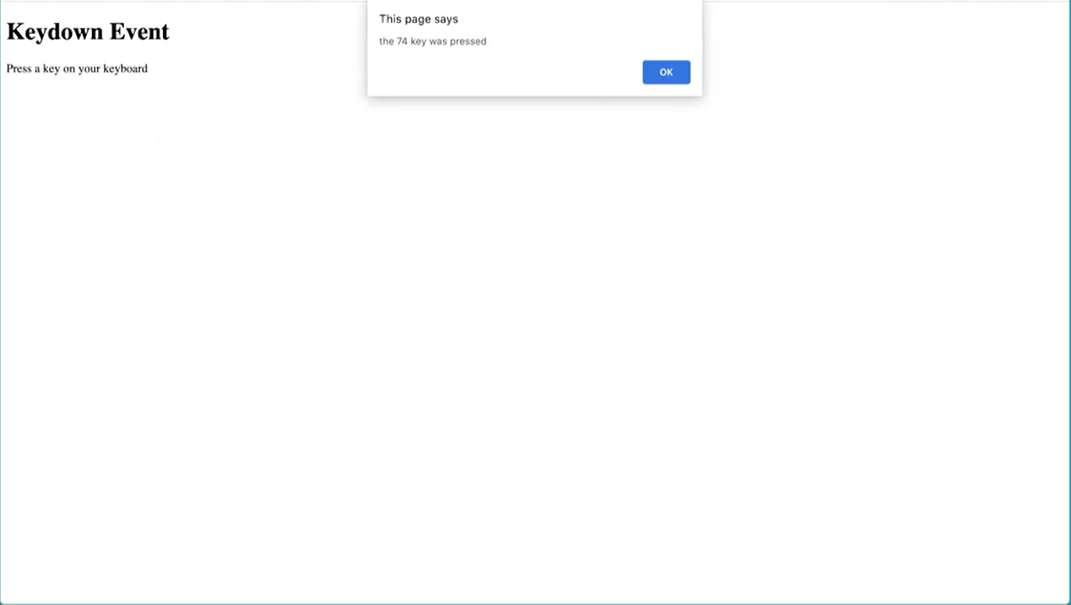 Keydown Event
Press a key on your keyboard
This page says
the 74 key was pressed
OK